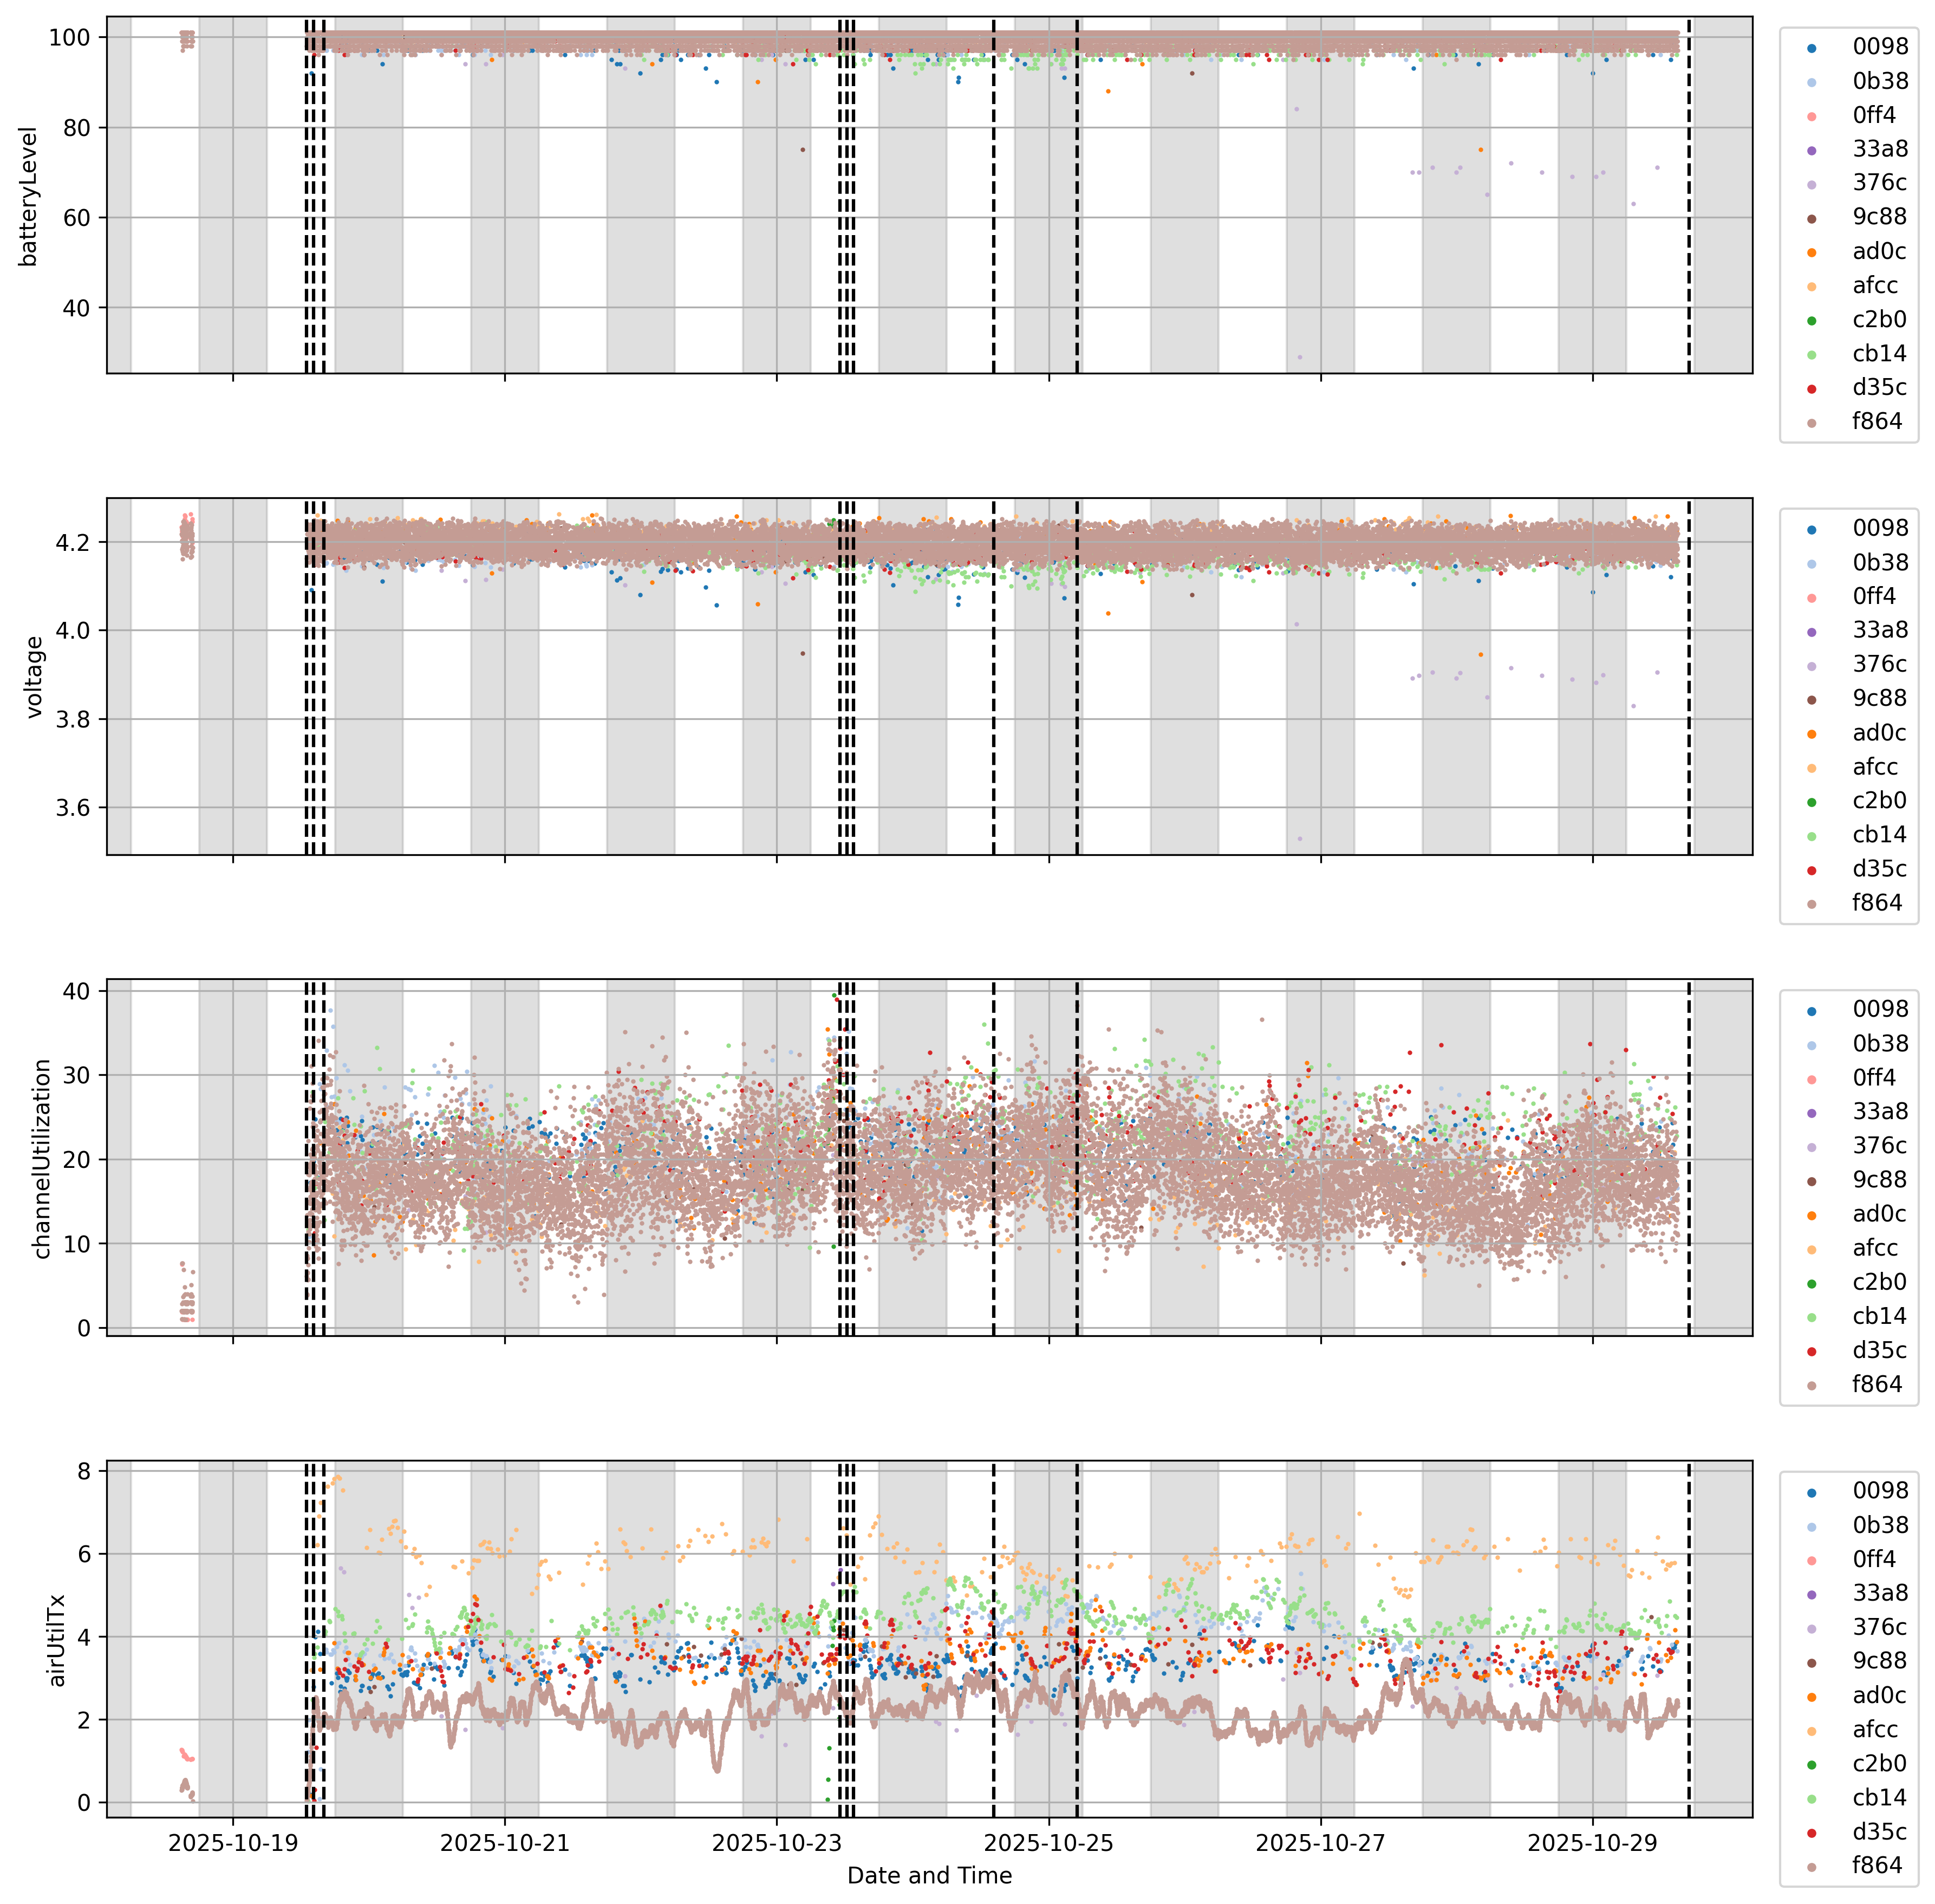 100
80
60
40
batteryLevel
0098
0b38
0ff4
33a8
376c
9c88
ad0c
afcc
c2b0
cb14
d35c
f864
4.2
4.0
3.8
3.6
voltage
0098
0b38
0ff4
33a8
376c
9c88
ad0c
afcc
c2b0
cb14
d35c
f864
40
30
20
10
0
channelUtilization
0098
0b38
0ff4
33a8
376c
9c88
ad0c
afcc
c2b0
cb14
d35c
f864
8
6
4
2
0
airUtilTx
0098
0b38
0ff4
33a8
376c
9c88
ad0c
afcc
c2b0
cb14
d35c
f864
2025-10-19 2025-10-21 2025-10-23 2025-10-25 2025-10-27 2025-10-29
Date and Time